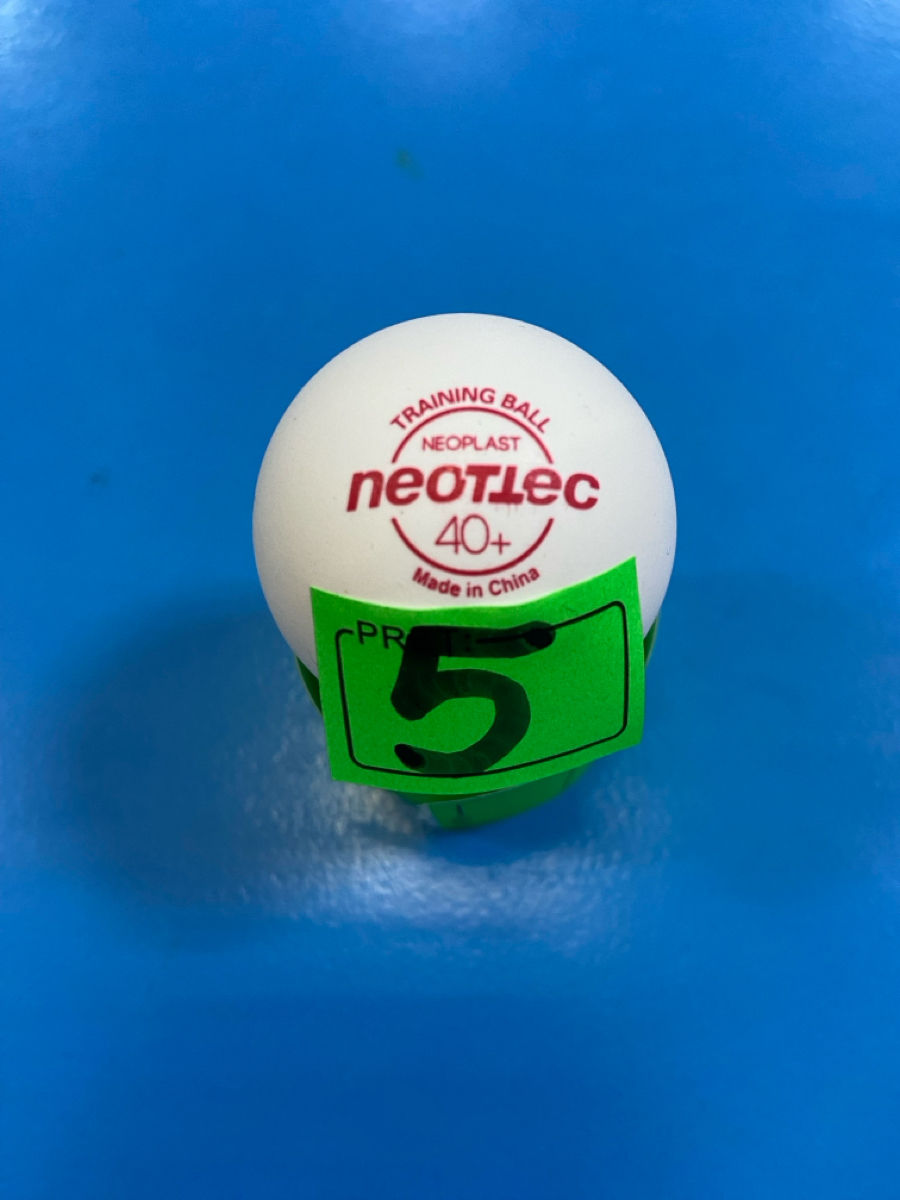 TRAINING BALL
NEOPLAST
neoTTec
40+
Made in China
5